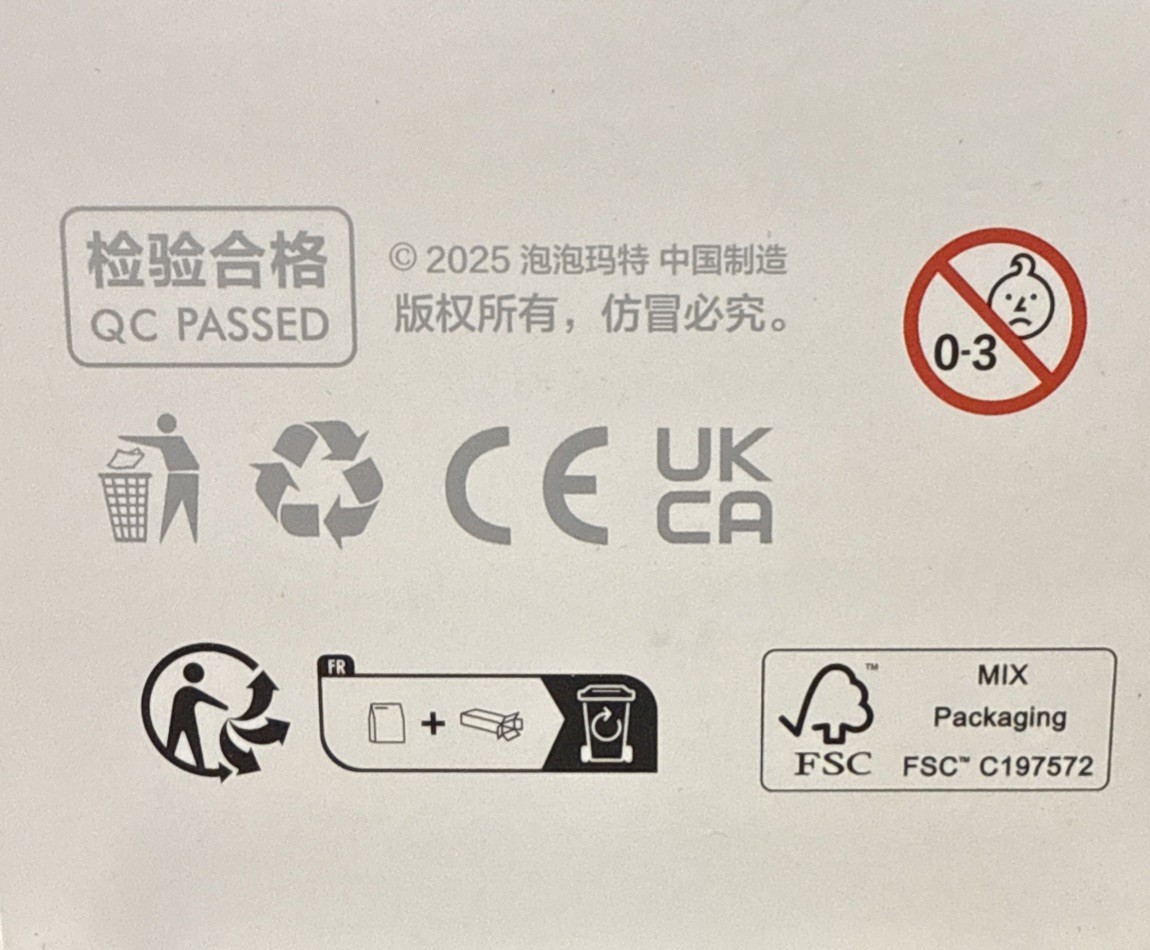 检验合格
QC PASSED
© 2025 泡泡玛特 中国制造
版权所有，仿冒必究。
0-3
CE
UK
CA
FR
MIX
Packaging
FSC
FSC™ C197572